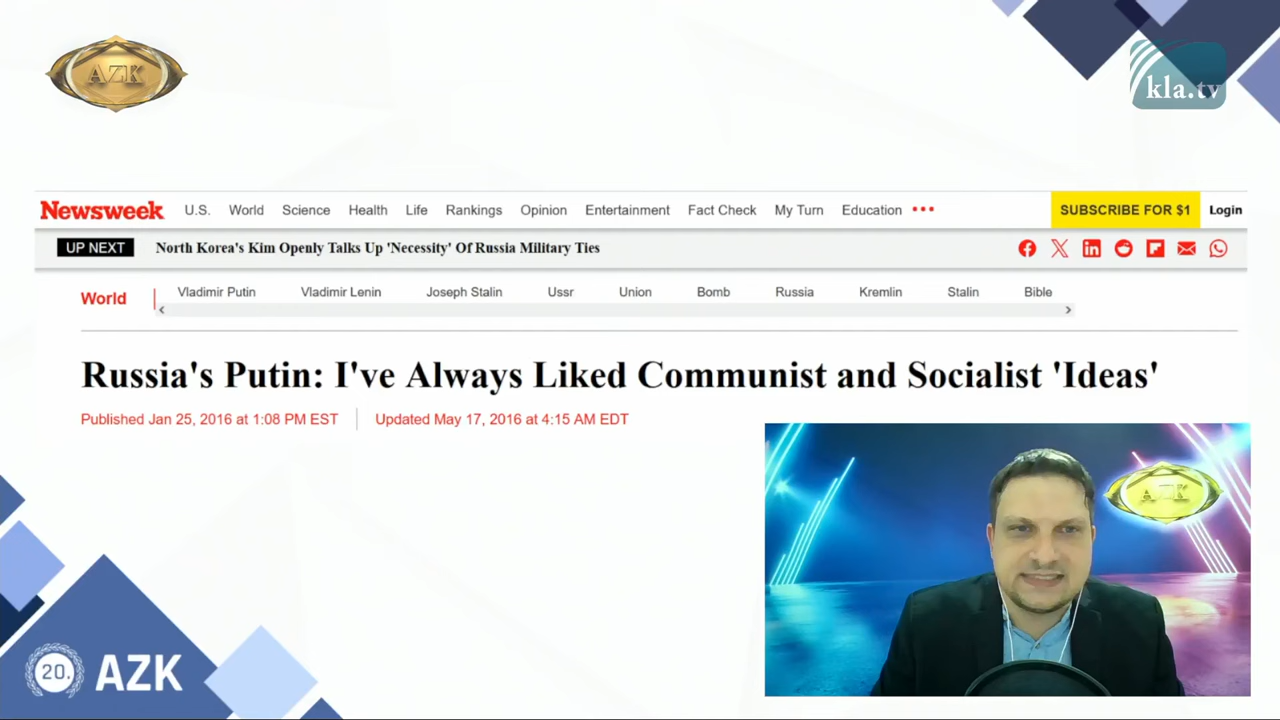 AZK
kla.tv
Newsweek U.S. World Science Health Life Rankings Opinion Entertainment Fact Check My Turn Education ••• SUBSCRIBE FOR $1 Login
UP NEXT North Korea's Kim Openly Talks Up 'Necessity' Of Russia Military Ties
World Vladimir Putin Vladimir Lenin Joseph Stalin Ussr Union Bomb Russia Kremlin Stalin Bible
Russia's Putin: I've Always Liked Communist and Socialist 'Ideas'
Published Jan 25, 2016 at 1:08 PM EST Updated May 17, 2016 at 4:15 AM EDT
AZK
20. AZK